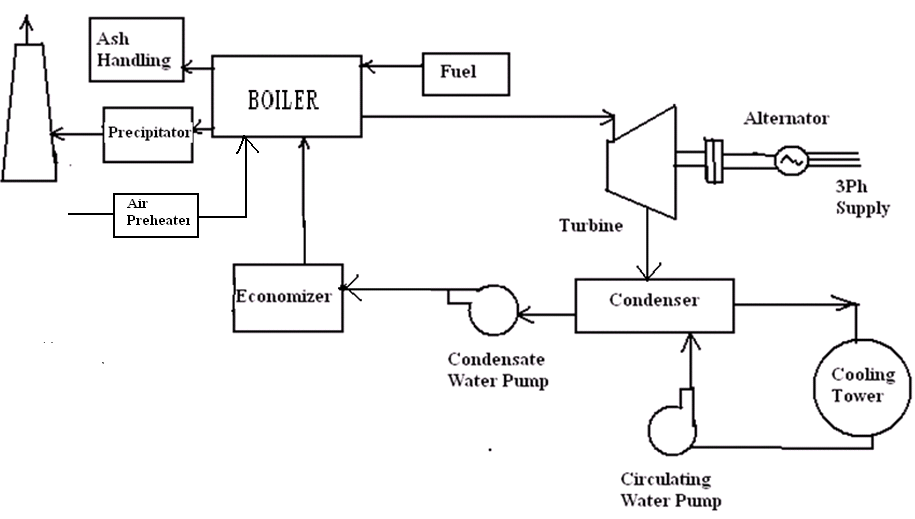 Ash
Handling
BOILER
Fuel
Precipitator
Alternator
3Ph
Supply
Air
Preheater
Turbine
Economizer
Condenser
Condensate
Water Pump
Cooling
Tower
Circulating
Water Pump